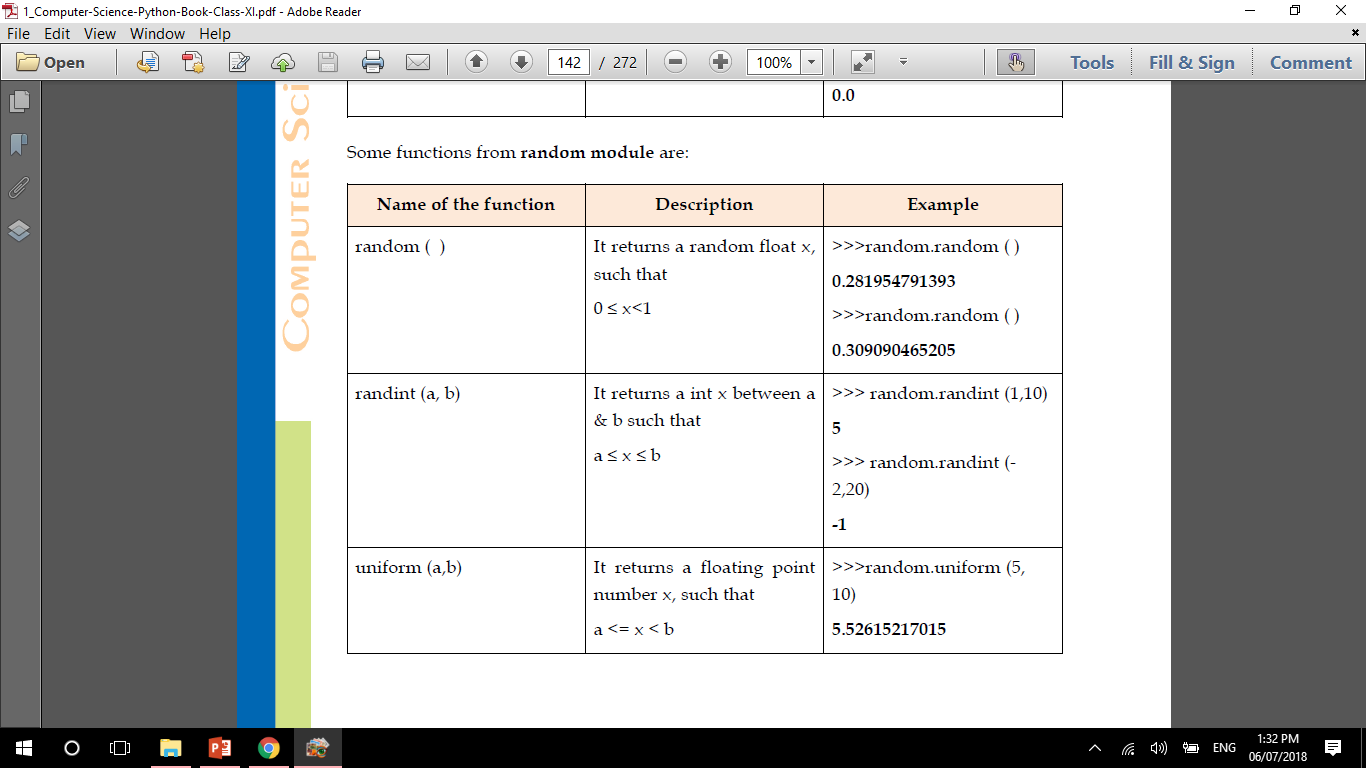 1_Computer-Science-Python-Book-Class-XI.pdf - Adobe Reader
File Edit View Window Help
Open 142 / 272 100% Tools Fill & Sign Comment
COMPUTER Sci
0.0
Some functions from random module are:
Name of the function Description Example
random ( )
It returns a random float x,
such that
0 ≤ x<1
>>>random.random ( )
0.281954791393
>>>random.random ( )
0.309090465205
randint (a, b)
It returns a int x between a
& b such that
a ≤ x ≤ b
>>> random.randint (1,10)
5
>>> random.randint (-
2,20)
-1
uniform (a,b)
It returns a floating point
number x, such that
a <= x < b
>>>random.uniform (5,
10)
5.52615217015
ENG
1:32 PM
06/07/2018